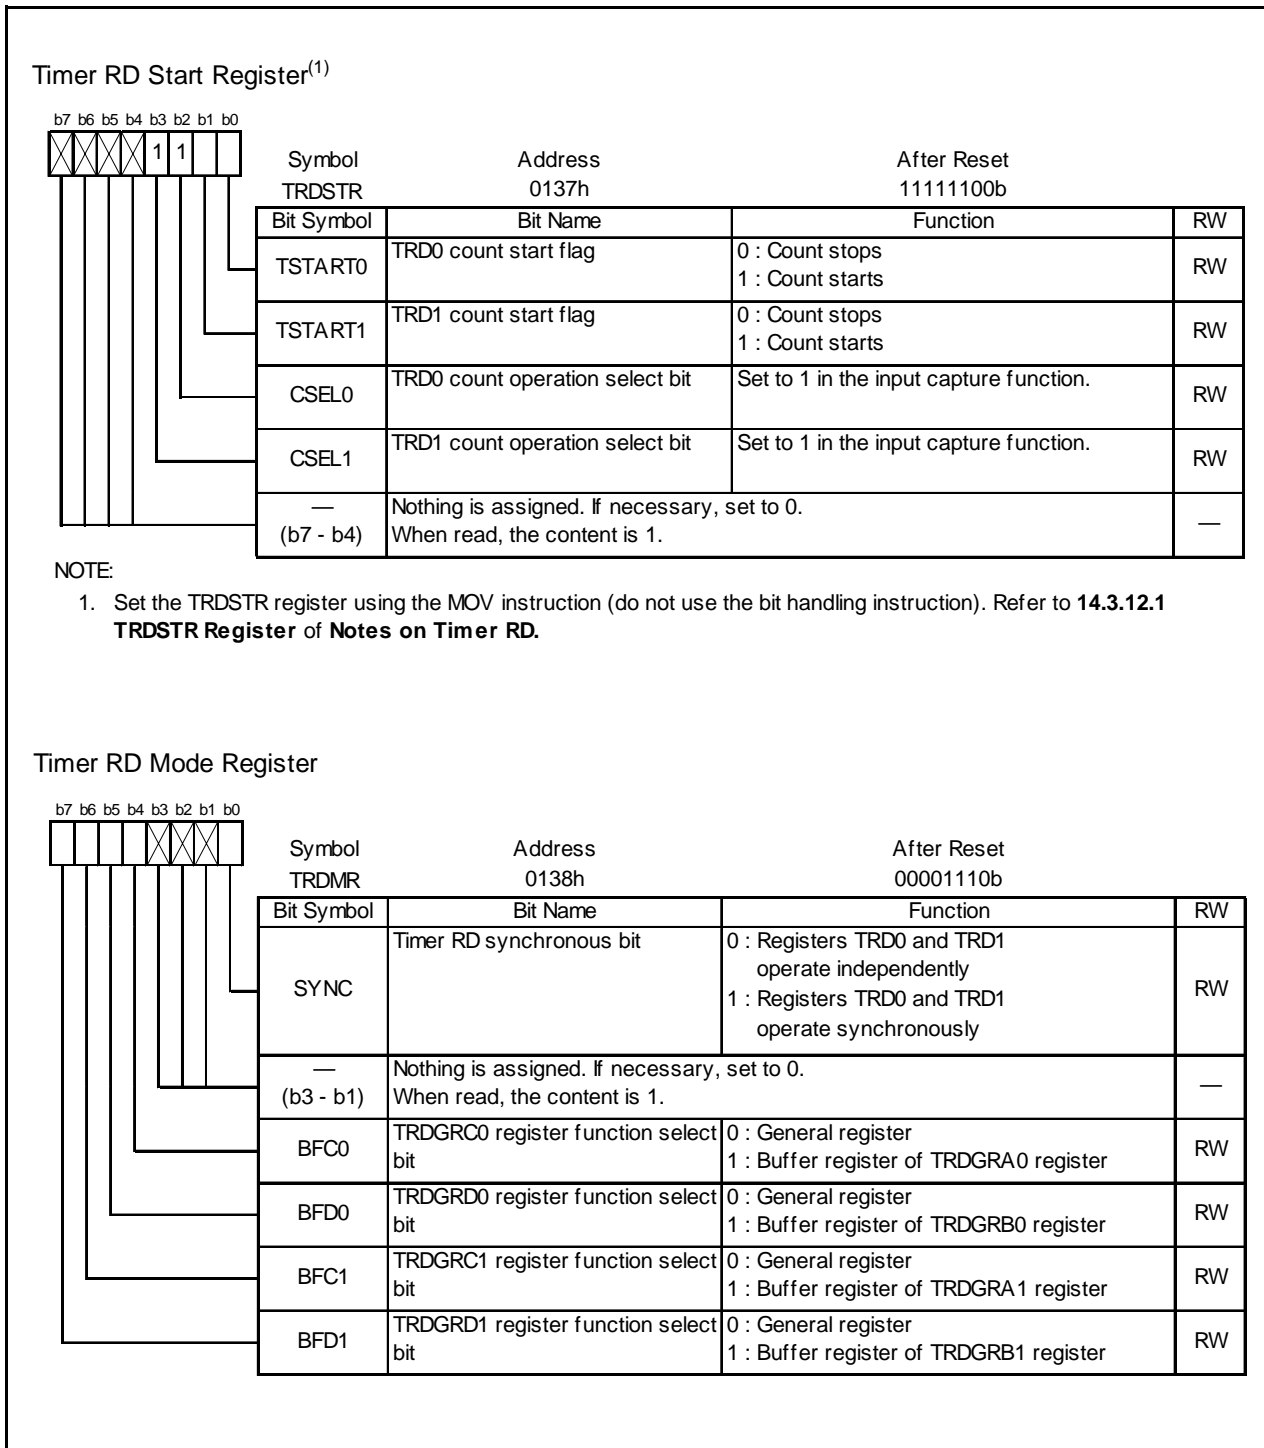 Timer RD Start Register(1)
b7 b6 b5 b4 b3 b2 b1 b0
1 1
Symbol Address After Reset
TRDSTR 0137h 11111100b
Bit Symbol Bit Name Function RW
TSTART0 TRD0 count start flag 0 : Count stops RW
1 : Count starts
TSTART1 TRD1 count start flag 0 : Count stops RW
1 : Count starts
CSEL0 TRD0 count operation select bit Set to 1 in the input capture function. RW
CSEL1 TRD1 count operation select bit Set to 1 in the input capture function. RW
— Nothing is assigned. If necessary, set to 0. —
(b7 - b4) When read, the content is 1.
NOTE:
1. Set the TRDSTR register using the MOV instruction (do not use the bit handling instruction). Refer to 14.3.12.1
TRDSTR Register of Notes on Timer RD.
Timer RD Mode Register
b7 b6 b5 b4 b3 b2 b1 b0
Symbol Address After Reset
TRDMR 0138h 00001110b
Bit Symbol Bit Name Function RW
SYNC Timer RD synchronous bit 0 : Registers TRD0 and TRD1 RW
operate independently
1 : Registers TRD0 and TRD1
operate synchronously
— Nothing is assigned. If necessary, set to 0. —
(b3 - b1) When read, the content is 1.
BFC0 TRDGRC0 register function select 0 : General register RW
bit 1 : Buffer register of TRDGRA0 register
BFD0 TRDGRD0 register function select 0 : General register RW
bit 1 : Buffer register of TRDGRB0 register
BFC1 TRDGRC1 register function select 0 : General register RW
bit 1 : Buffer register of TRDGRA1 register
BFD1 TRDGRD1 register function select 0 : General register RW
bit 1 : Buffer register of TRDGRB1 register